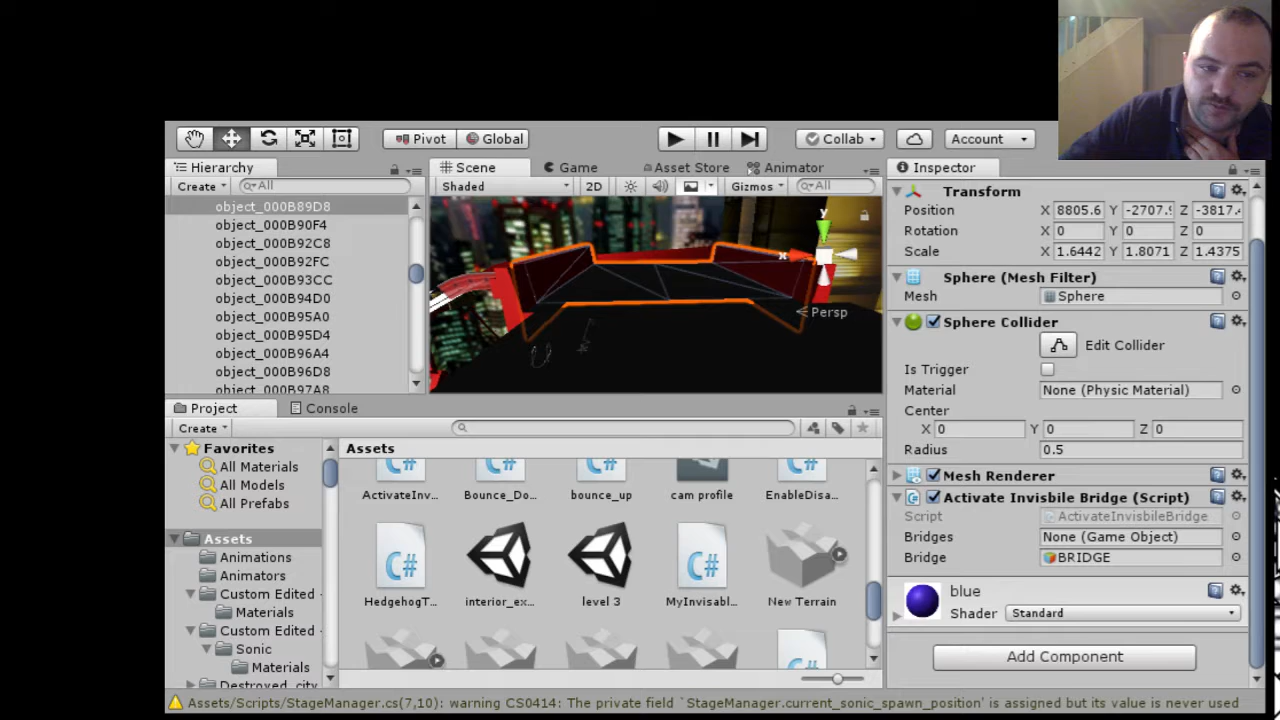 Pivot Global Collab Account
Hierarchy Scene Game Asset Store Animator Inspector
Create All Shaded 2D Gizmos All
object_000B89D8
object_000B90F4
object_000B92C8
object_000B92FC
object_000B93CC
object_000B94D0
object_000B95A0
object_000B95D4
object_000B96A4
object_000B96D8
object_000B97A8
y
x
Persp
Transform
Position X 8805.6 Y -2707.9 Z -3817.4
Rotation X 0 Y 0 Z 0
Scale X 1.6442 Y 1.8071 Z 1.4375
Sphere (Mesh Filter)
Mesh Sphere
Sphere Collider
Edit Collider
Is Trigger
Material None (Physic Material)
Center
X 0 Y 0 Z 0
Radius 0.5
Mesh Renderer
Activate Invisbile Bridge (Script)
Script ActivateInvisbileBridge
Bridges None (Game Object)
Bridge BRIDGE
blue
Shader Standard
Add Component
Project Console
Create
Favorites
All Materials
All Models
All Prefabs
Assets
Animations
Animators
Custom Edited
Materials
Custom Edited
Sonic
Materials
Destroyed_city
Assets
C# C# C#
ActivateInv... Bounce_Do... bounce_up cam profile EnableDisa...
C# C#
HedgehogT... interior_ex... level 3 MyInvisabl... New Terrain
C#
Assets/Scripts/StageManager.cs(7,10): warning CS0414: The private field `StageManager.current_sonic_spawn_position' is assigned but its value is never used